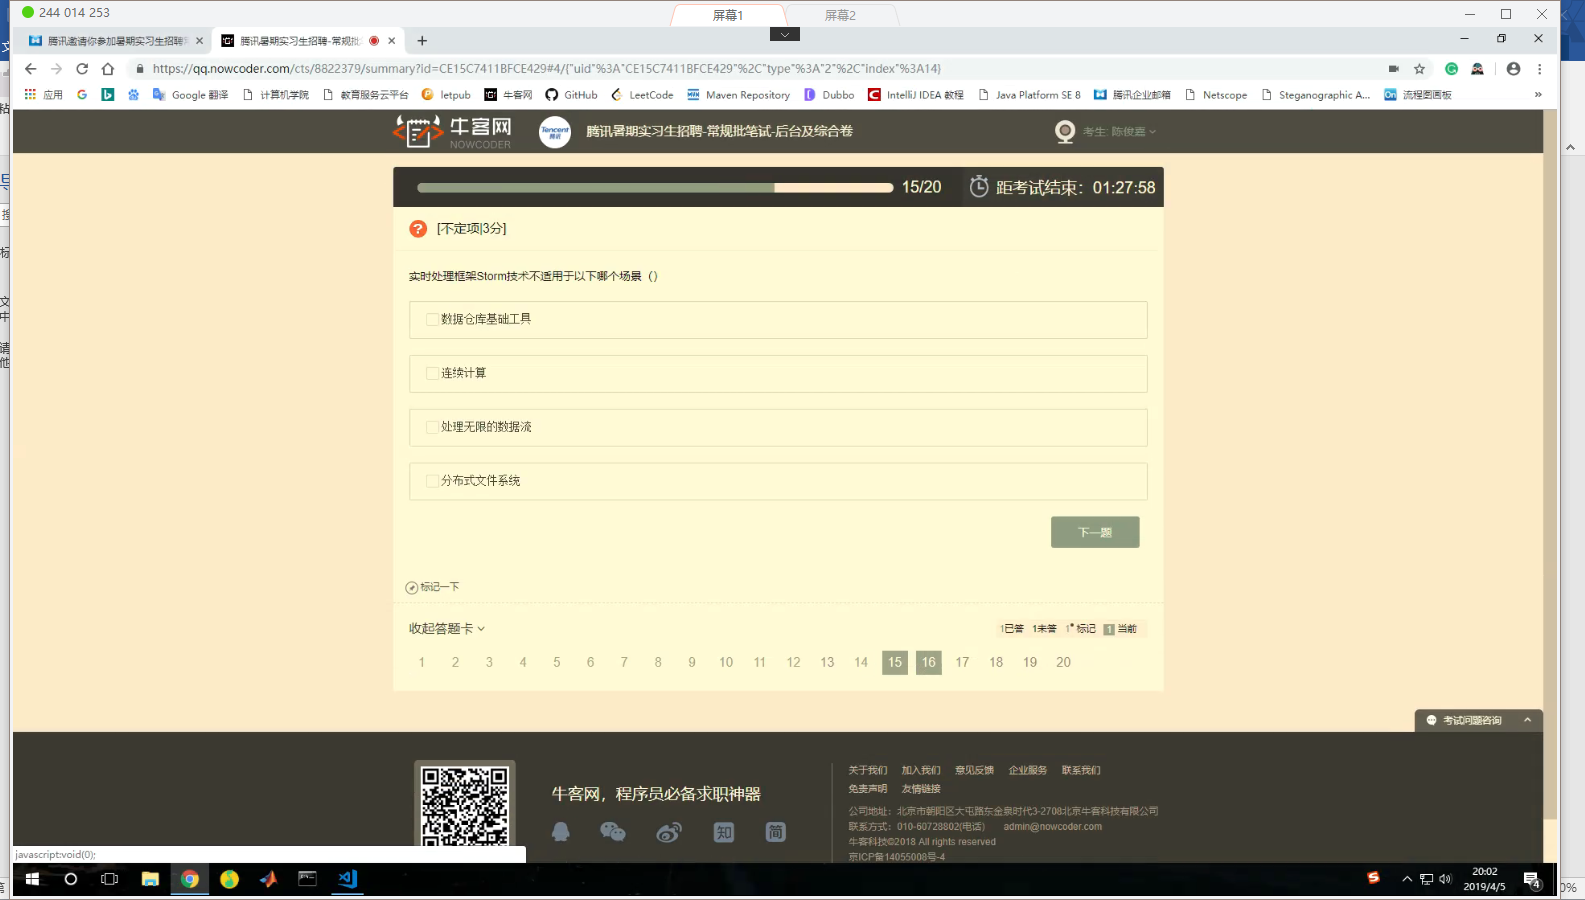 244 014 253
屏幕1
屏幕2
腾讯邀请你参加暑期实习生招聘
腾讯暑期实习生招聘-常规批
https://qq.nowcoder.com/cts/8822379/summary?id=CE15C7411BFCE429#4/{"uid"%3A"CE15C7411BFCE429"%2C"type"%3A"2"%2C"index"%3A14}
应用
Google 翻译
计算机学院
教育服务云平台
letpub
牛客网
GitHub
LeetCode
Maven Repository
Dubbo
IntelliJ IDEA 教程
Java Platform SE 8
腾讯企业邮箱
Netscope
Steganographic A...
流程图画板
»
牛客网
NOWCODER
Tencent
腾讯
腾讯暑期实习生招聘-常规批笔试-后台及综合卷
考生: 陈俊嘉
15/20
距考试结束：01:27:58
? [不定项|3分]
实时处理框架Storm技术不适用于以下哪个场景（）
数据仓库基础工具
连续计算
处理无限的数据流
分布式文件系统
下一题
标记一下
收起答题卡
1已答 1未答 1 标记 1 当前
1 2 3 4 5 6 7 8 9 10 11 12 13 14 15 16 17 18 19 20
考试问题咨询
牛客网，程序员必备求职神器
知
简
关于我们 加入我们 意见反馈 企业服务 联系我们
免责声明 友情链接
公司地址：北京市朝阳区大屯路东金泉时代3-2708北京牛客科技有限公司
联系方式：010-60728802(电话) admin@nowcoder.com
牛客科技©2018 All rights reserved
京ICP备14055008号-4
javascript:void(0);
20:02
2019/4/5
4
0%